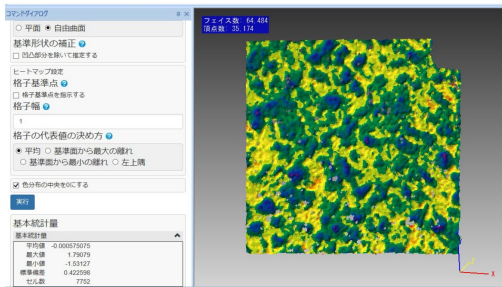 コマンドダイアログ
平面 自由曲面
基準形状の補正
凹凸部分を除いて推定する
ヒートマップ設定
格子基準点
格子基準点を指示する
格子幅
1
格子の代表値の決め方
平均 基準面から最大の離れ
基準面から最小の離れ 左上隅
色分布の中央を0にする
実行
基本統計量
基本統計量
平均値 -0.000575075
最大値 1.79079
最小値 -1.53127
標準偏差 0.422598
セル数 7752
フェイス数: 64,484
頂点数: 35,174
X